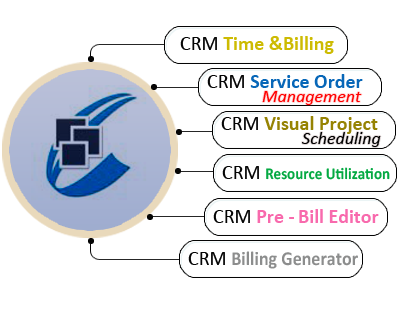 CRM Time &Billing
CRM Service Order
Management
CRM Visual Project
Scheduling
CRM Resource Utilization
CRM Pre - Bill Editor
CRM Billing Generator